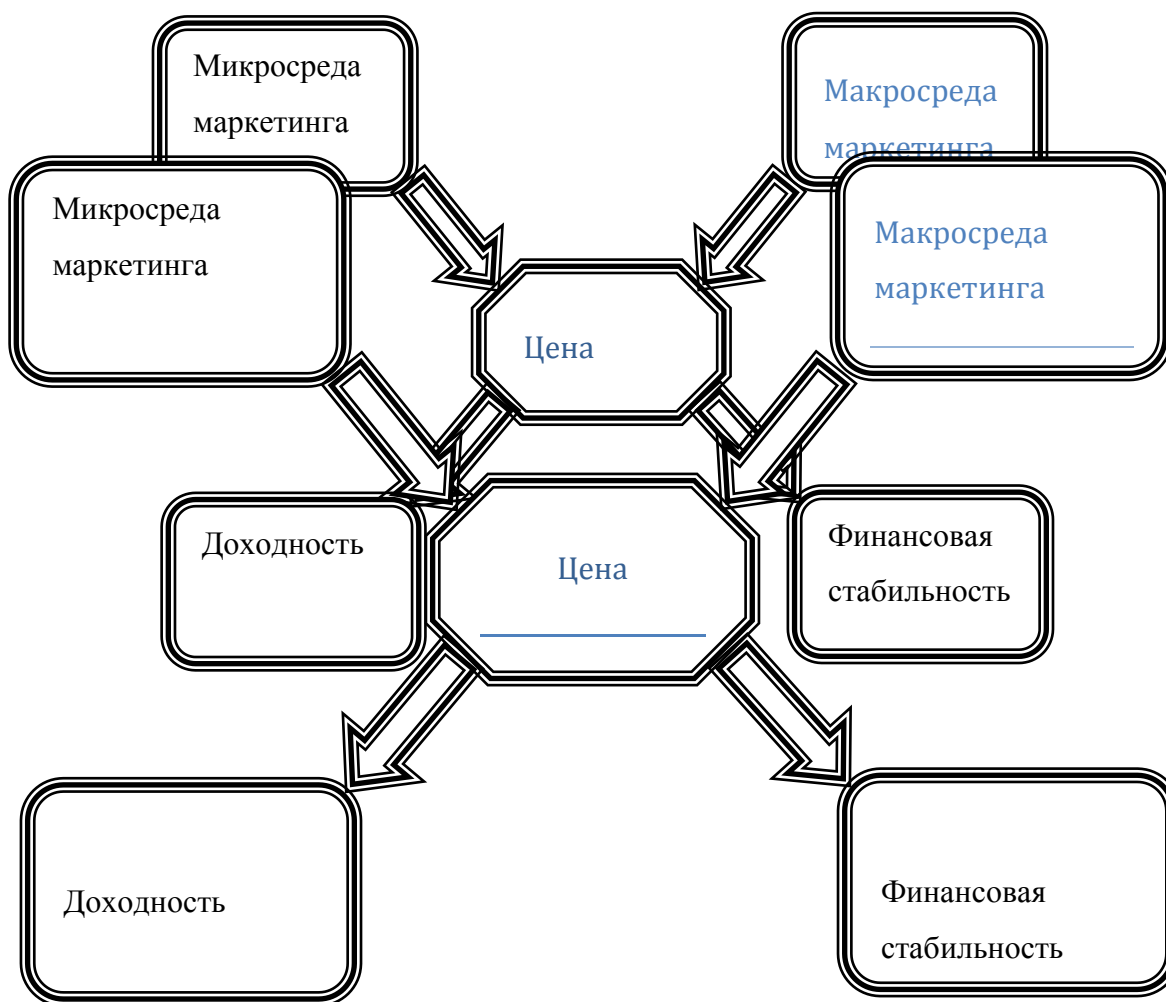 Микросреда
маркетинга
Макросреда
маркетинга
Микросреда
маркетинга
Макросреда
маркетинга
Цена
Доходность
Финансовая
стабильность
Цена
Доходность
Финансовая
стабильность